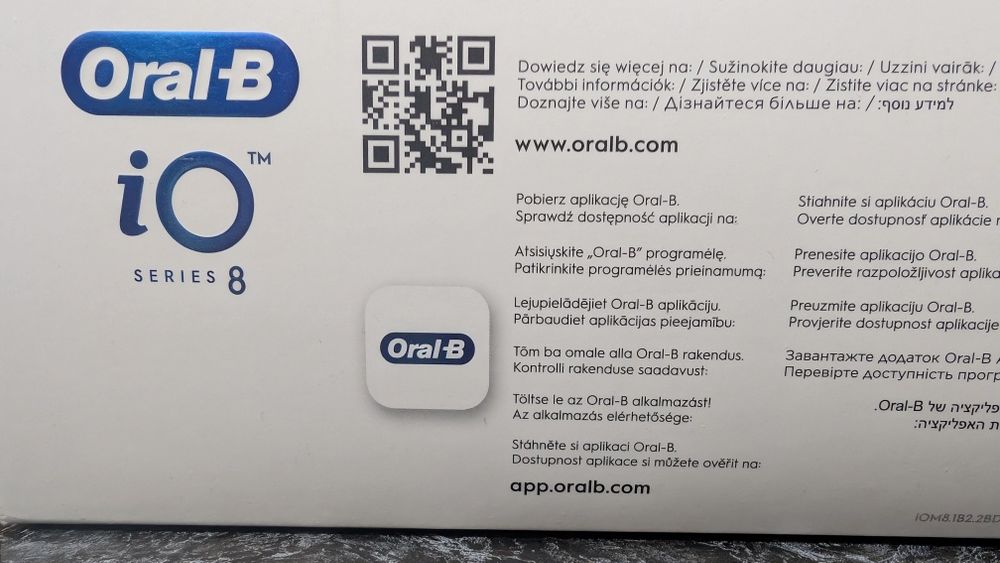 Oral-B
iO™
SERIES 8
Dowiedz się więcej na: / Sužinokite daugiau: / Uzzini vairāk: /
További információk: / Zjistěte více na: / Zistite viac na stránke:
Doznajte više na: / Дізнайтеся більше на: / למידע נוסף:
www.oralb.com
Oral-B
Pobierz aplikację Oral-B.
Sprawdź dostępność aplikacji na:
Atsisiųskite „Oral-B” programėlę.
Patikrinkite programėlės prieinamumą:
Lejupielādējiet Oral-B aplikāciju.
Pārbaudiet aplikācijas pieejamību:
Tõm ba omale alla Oral-B rakendus.
Kontrolli rakenduse saadavust:
Töltse le az Oral-B alkalmazást!
Az alkalmazás elérhetősége:
Stáhněte si aplikaci Oral-B.
Dostupnost aplikace si můžete ověřit na:
app.oralb.com
Stiahnite si aplikáciu Oral-B.
Overte dostupnosť aplikácie
Prenesite aplikacijo Oral-B.
Preverite razpoložljivost
Preuzmite aplikaciju Oral-B.
Provjerite dostupnost aplikacije
Завантажте додаток Oral-B
Перевірте доступність
של Oral-B.
האפליקציה:
iOM8.1B2.2BD